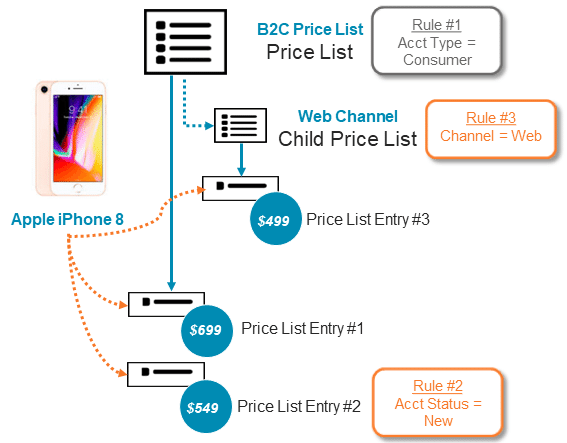 B2C Price List
Price List
Rule #1
Acct Type =
Consumer
9:41
Web Channel
Child Price List
Rule #3
Channel = Web
Apple iPhone 8
$499
Price List Entry #3
$699
Price List Entry #1
$549
Price List Entry #2
Rule #2
Acct Status =
New